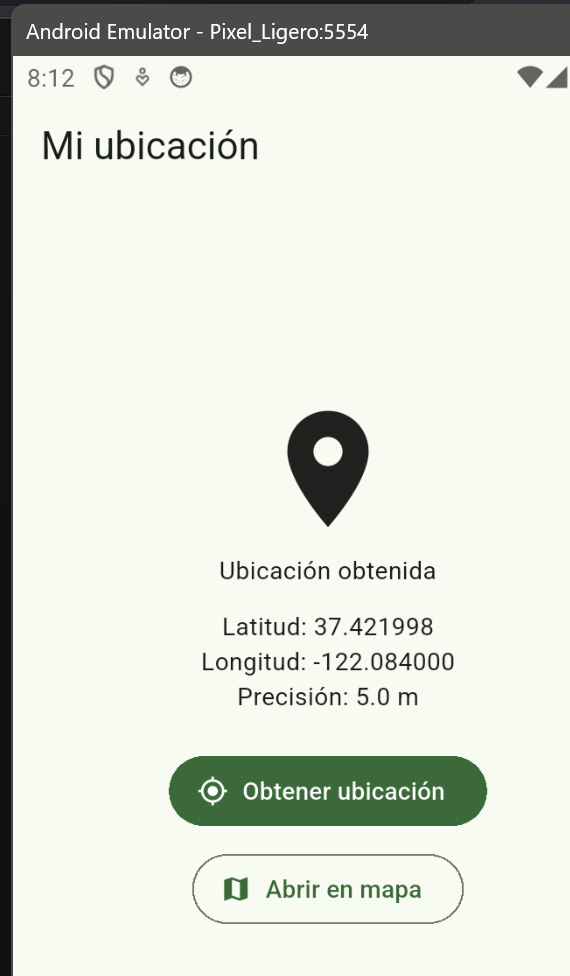 Android Emulator - Pixel_Ligero:5554
8:12
Mi ubicación
Ubicación obtenida
Latitud: 37.421998
Longitud: -122.084000
Precisión: 5.0 m
Obtener ubicación
Abrir en mapa